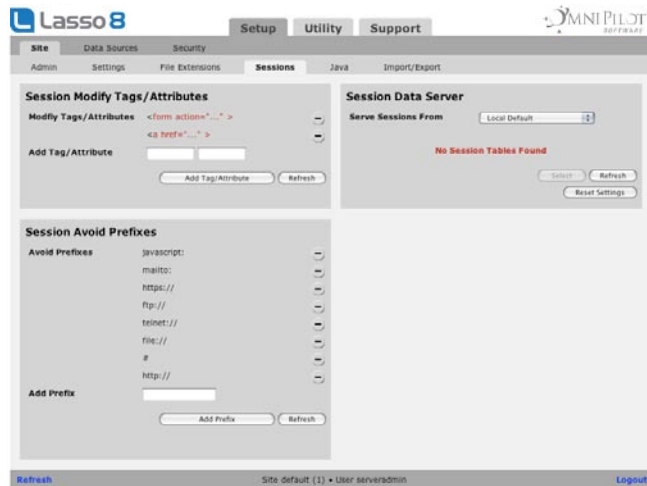 Lasso 8
OMNIPILOT
SOFTWARE
Setup Utility Support
Site Data Sources Security
Admin Settings File Extensions Sessions Java Import/Export
Session Modify Tags/Attributes
Modfiy Tags/Attributes <form action="..." >
<a href="..." >
Add Tag/Attribute
Add Tag/Attribute Refresh
Session Data Server
Serve Sessions From Local Default
No Session Tables Found
Select Refresh
Reset Settings
Session Avoid Prefixes
Avoid Prefixes javascript:
mailto:
https://
ftp://
telnet://
file://
#
http://
Add Prefix
Add Prefix Refresh
Refresh Site default (1) • User serveradmin Logout